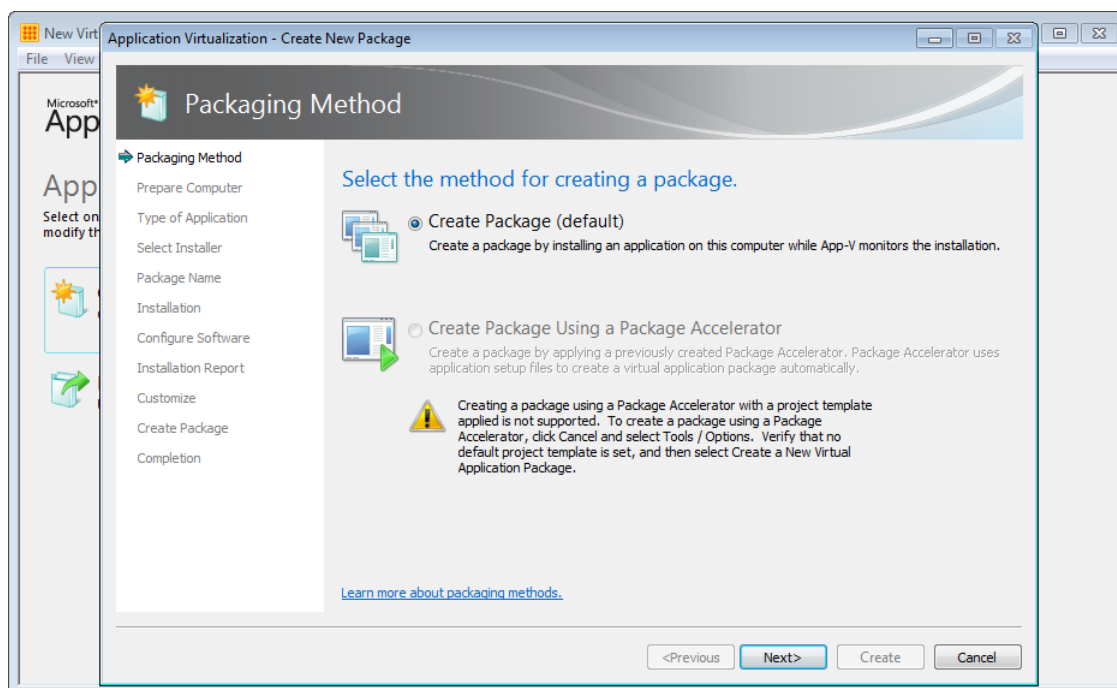 New Virt
File View
Microsoft®
App
App
Select on
modify th
Application Virtualization - Create New Package
Packaging Method
Packaging Method
Prepare Computer
Type of Application
Select Installer
Package Name
Installation
Configure Software
Installation Report
Customize
Create Package
Completion
Select the method for creating a package.
Create Package (default)
Create a package by installing an application on this computer while App-V monitors the installation.
Create Package Using a Package Accelerator
Create a package by applying a previously created Package Accelerator. Package Accelerator uses
application setup files to create a virtual application package automatically.
Creating a package using a Package Accelerator with a project template
applied is not supported. To create a package using a Package
Accelerator, click Cancel and select Tools / Options. Verify that no
default project template is set, and then select Create a New Virtual
Application Package.
Learn more about packaging methods.
<Previous
Next>
Create
Cancel